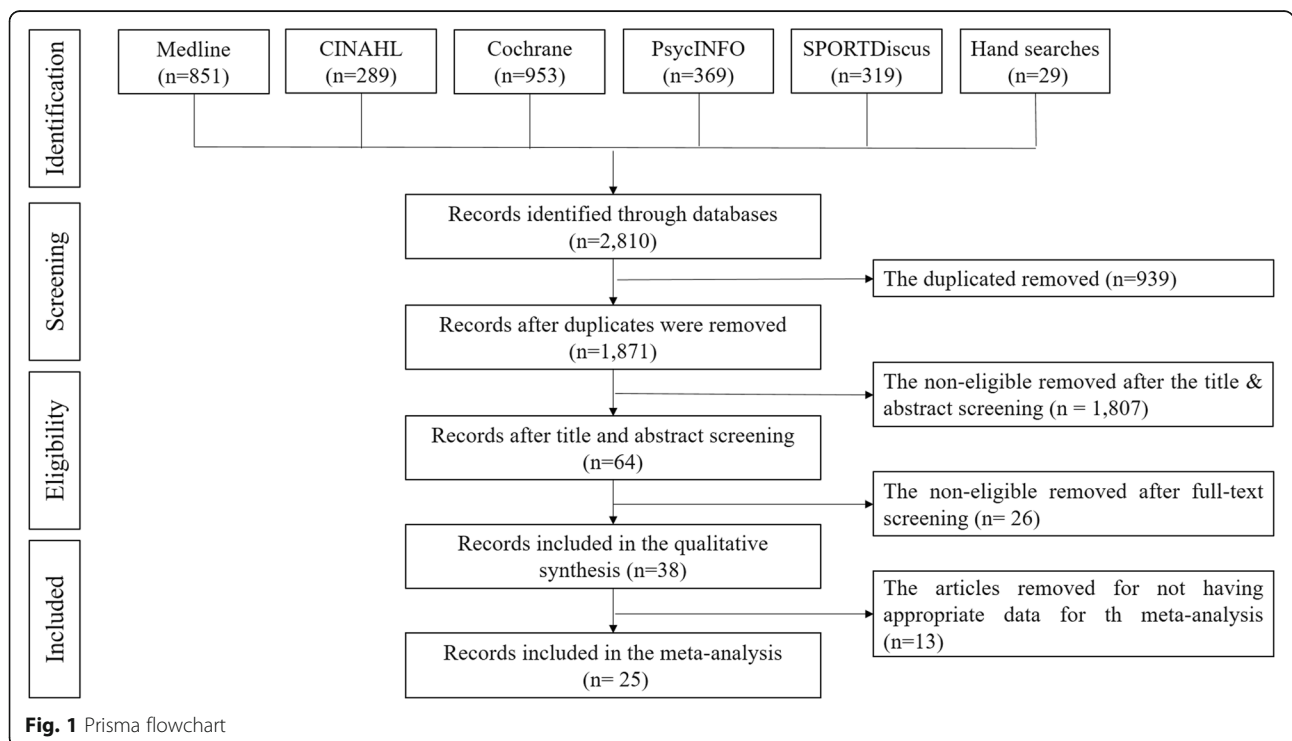 Identification
Medline
(n=851)
CINAHL
(n=289)
Cochrane
(n=953)
PsycINFO
(n=369)
SPORTDiscus
(n=319)
Hand searches
(n=29)
Screening
Records identified through databases
(n=2,810)
The duplicated removed (n=939)
Records after duplicates were removed
(n=1,871)
Eligibility
The non-eligible removed after the title &
abstract screening (n = 1,807)
Records after title and abstract screening
(n=64)
The non-eligible removed after full-text
screening (n= 26)
Included
Records included in the qualitative
synthesis (n=38)
The articles removed for not having
appropriate data for th meta-analysis
(n=13)
Records included in the meta-analysis
(n= 25)
Fig. 1 Prisma flowchart